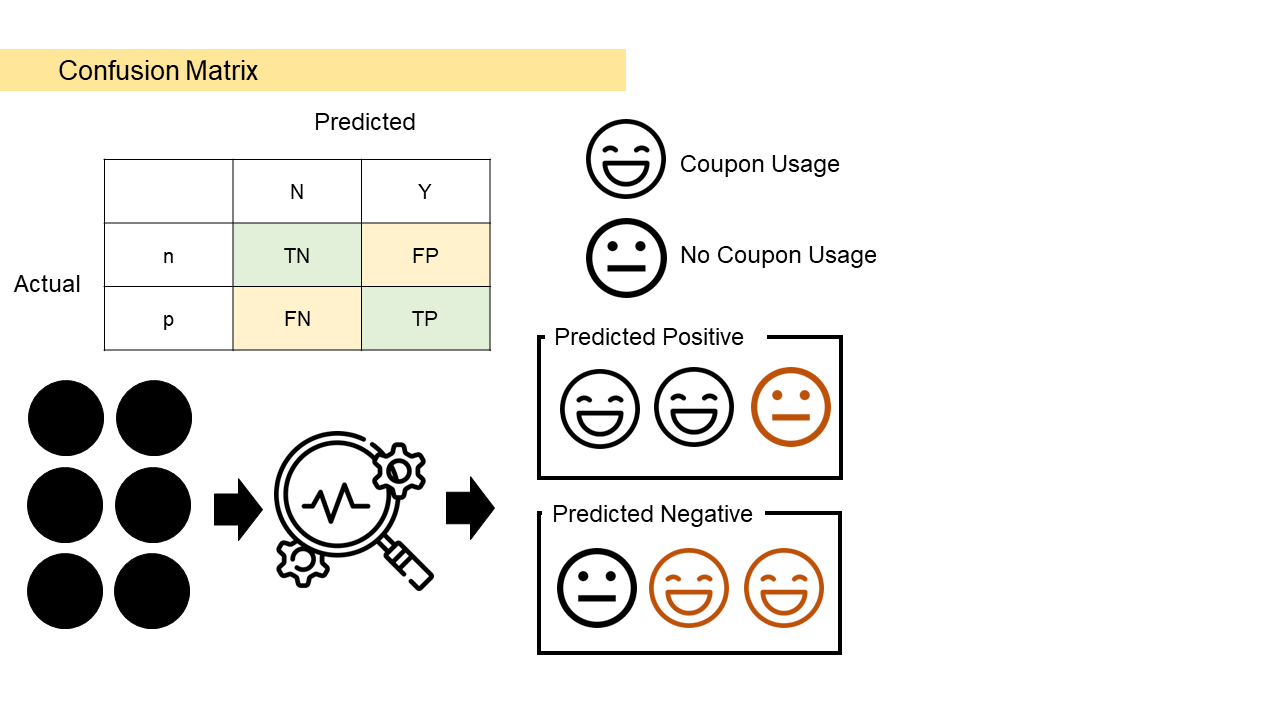 Confusion Matrix
Predicted
N Y
n TN FP
Actual
p FN TP
Coupon Usage
No Coupon Usage
Predicted Positive
Predicted Negative